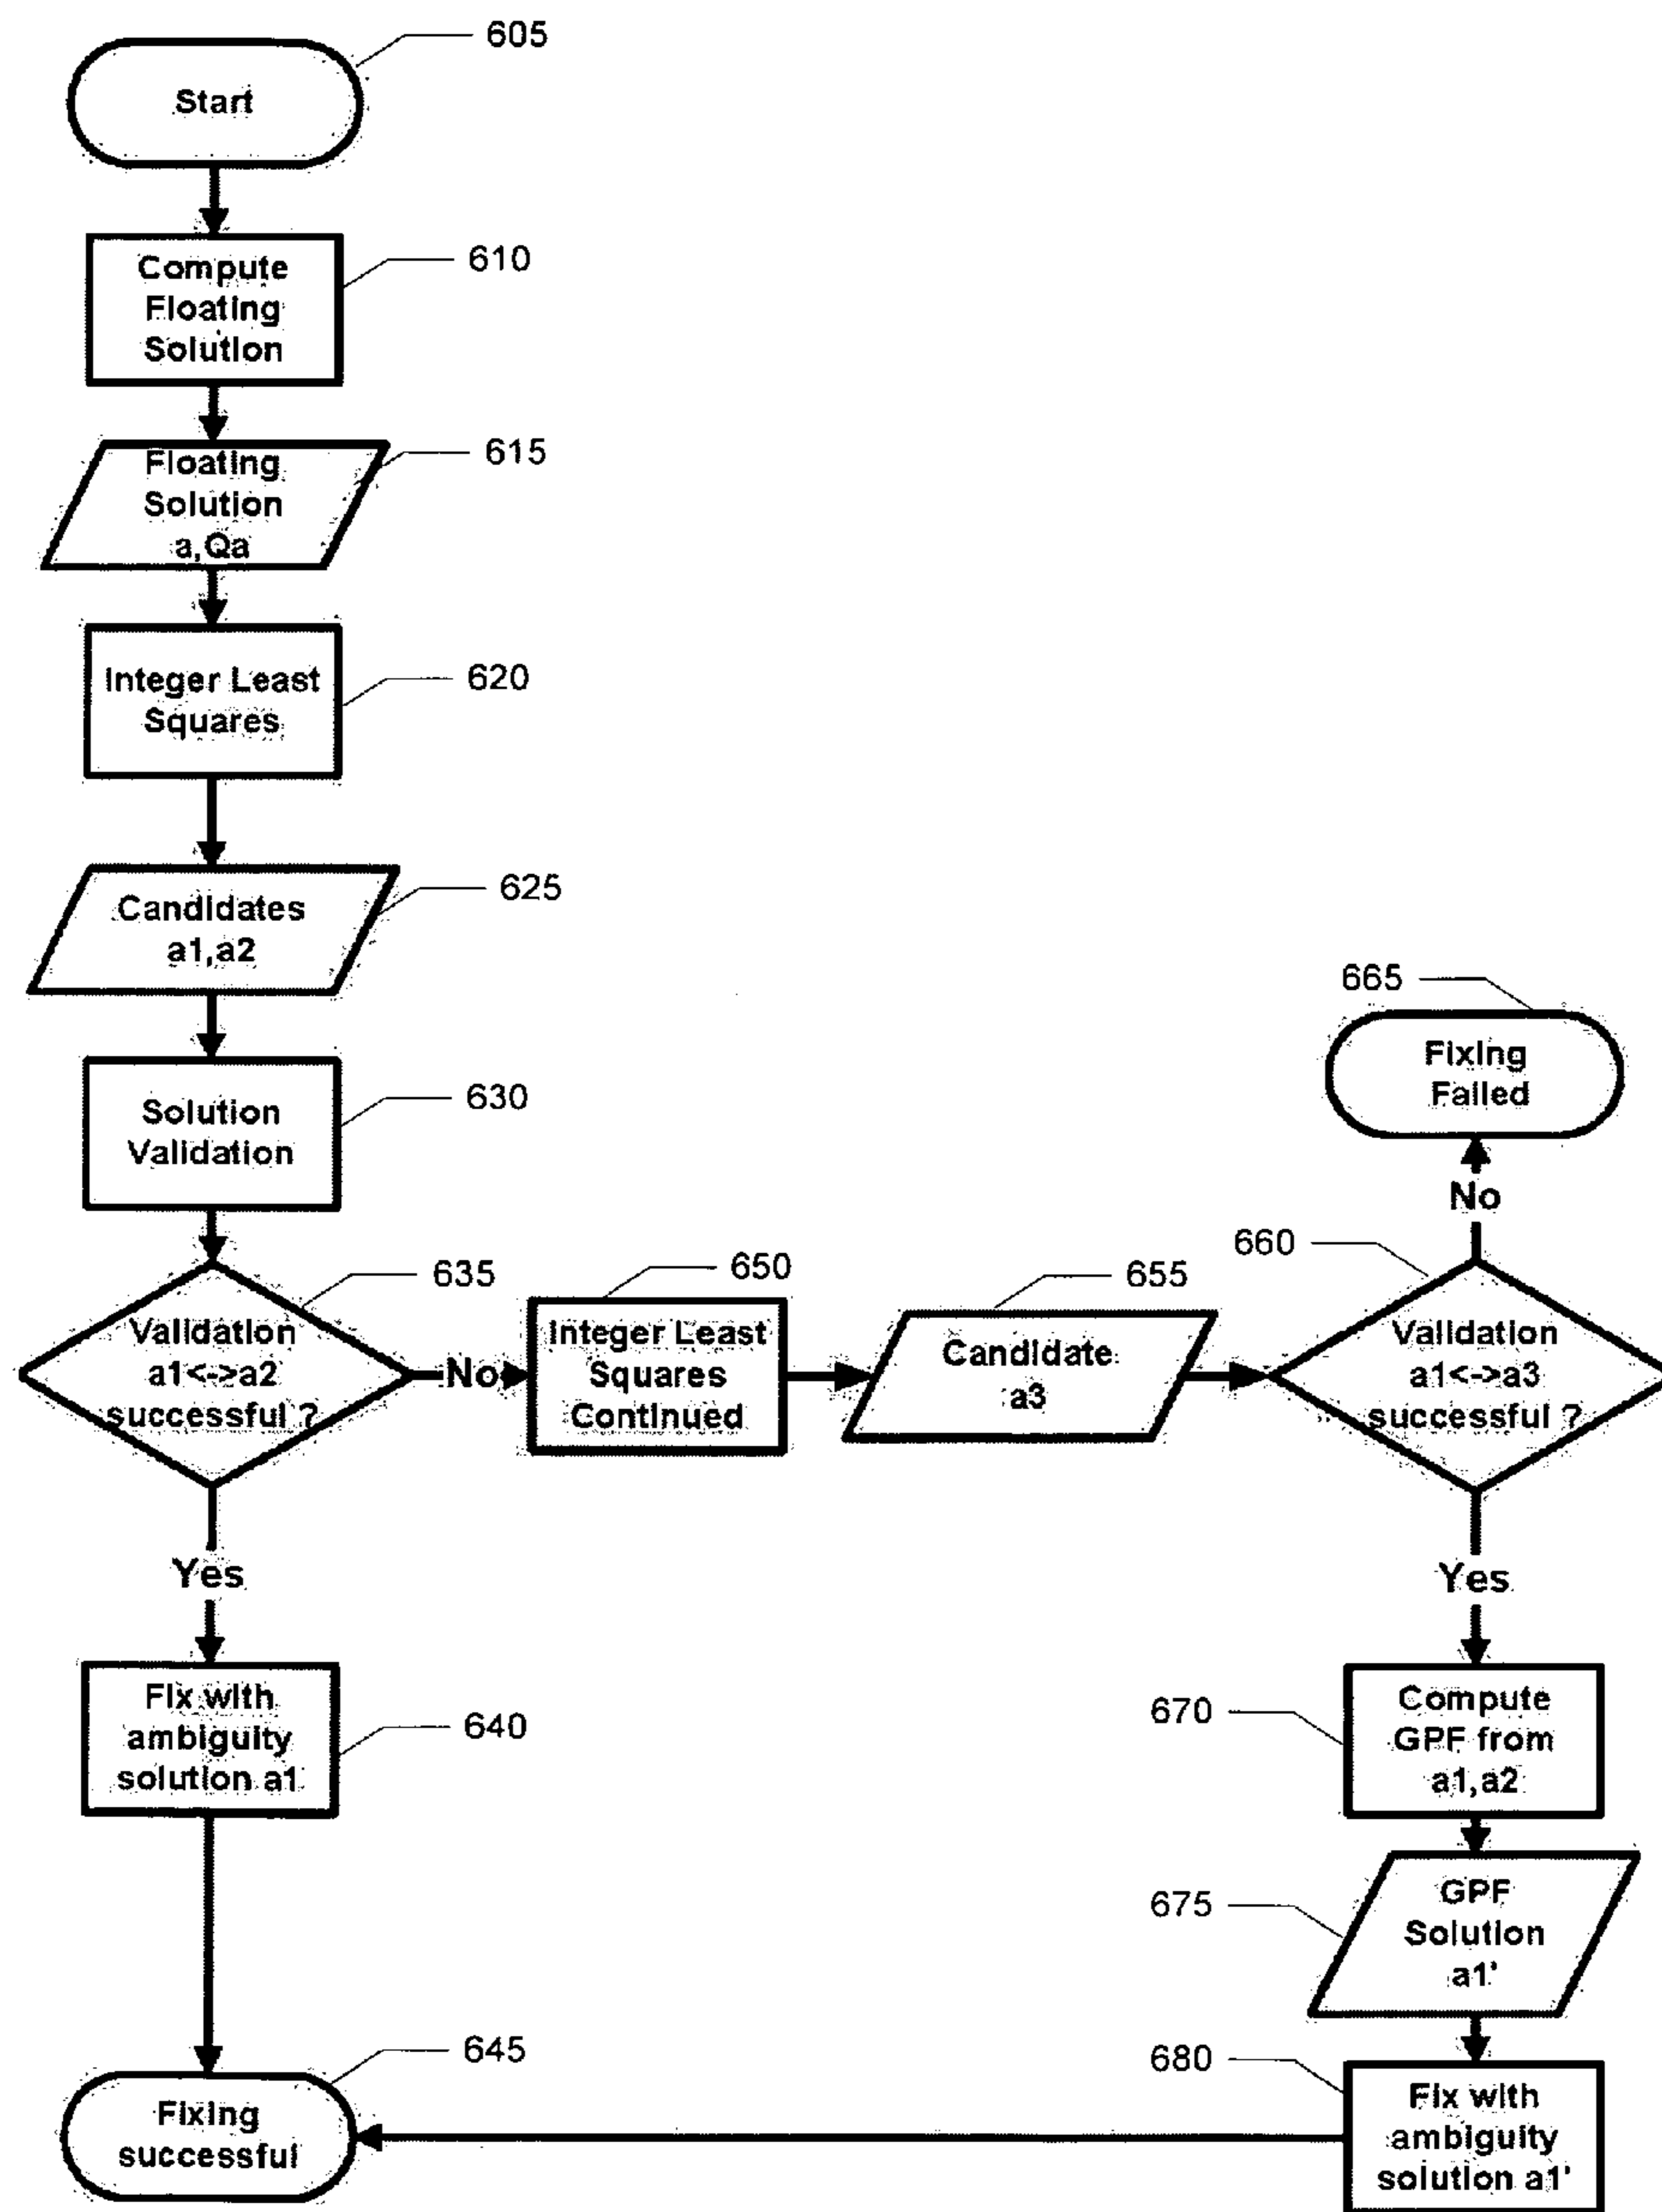 605
Start
610
Compute
Floating
Solution
615
Floating
Solution
a,Qa
620
Integer Least
Squares
625
Candidates
a1,a2
630
Solution
Validation
635
Validation
a1<->a2
successful ?
No
650
Integer Least
Squares
Continued
655
Candidate
a3
660
Validation
a1<->a3
successful ?
No
665
Fixing
Failed
Yes
640
Fix with
ambiguity
solution a1
645
Fixing
successful
Yes
670
Compute
GPF from
a1,a2
675
GPF
Solution
a1'
680
Fix with
ambiguity
solution a1'